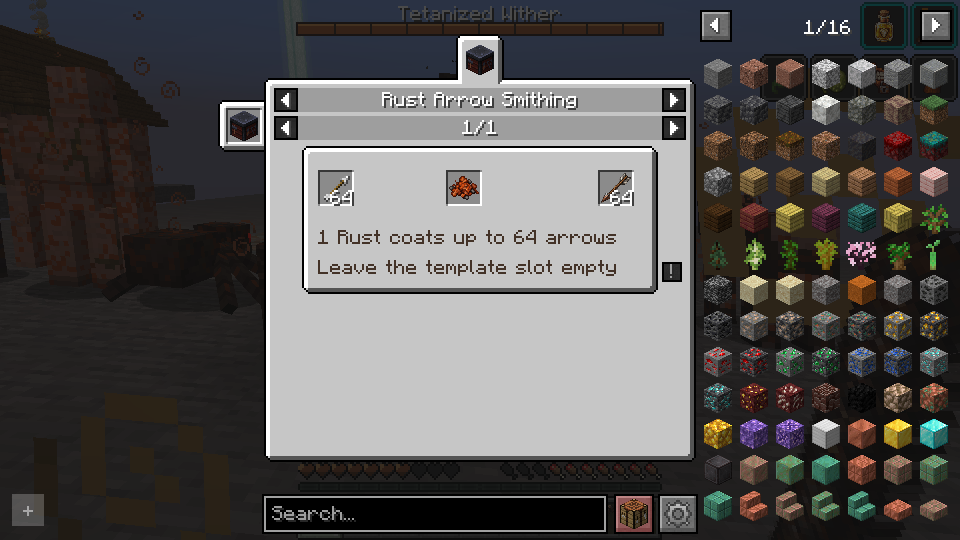 Tetanized Wither
1/16
Rust Arrow Smithing
1/1
64
64
1 Rust coats up to 64 arrows
Leave the template slot empty
!
+
Search...